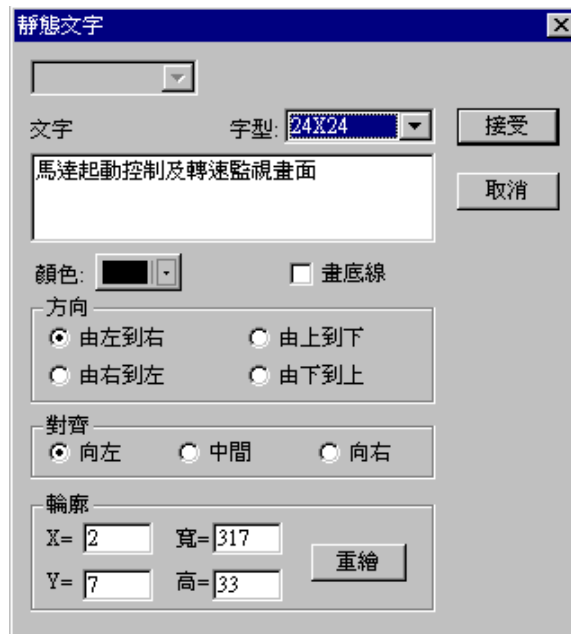 靜態文字
文字 字型: 24X24 接受
馬達起動控制及轉速監視畫面
取消
顏色: 畫底線
方向
由左到右 由上到下
由右到左 由下到上
對齊
向左 中間 向右
輪廓
X= 2 寬= 317
重繪
Y= 7 高= 33